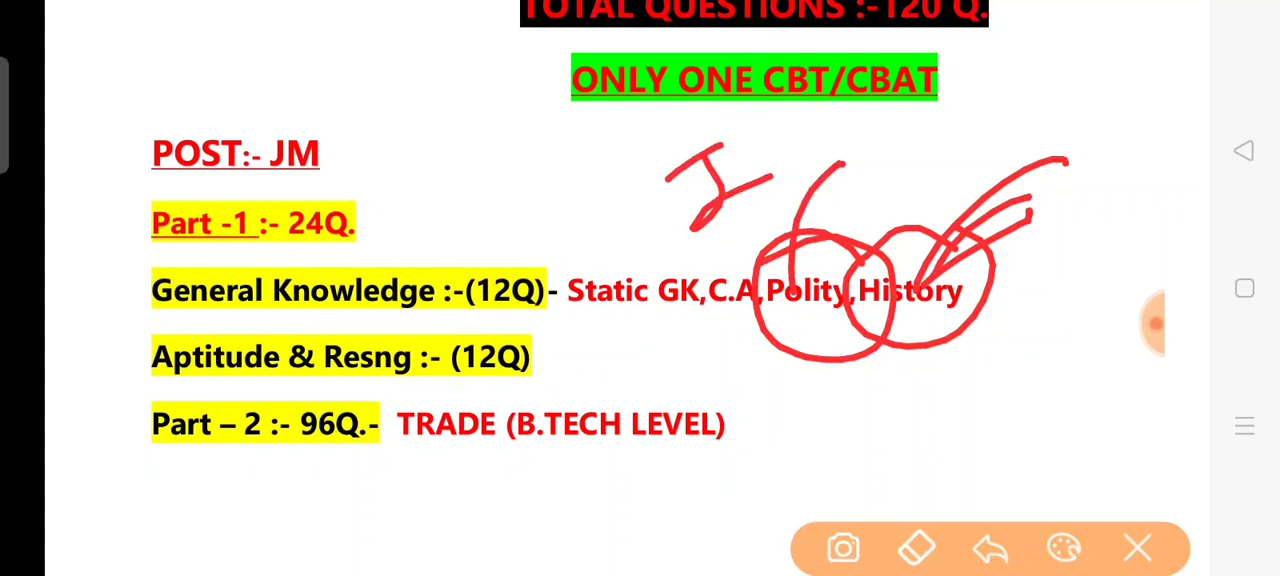 TOTAL QUESTIONS :-120 Q.
ONLY ONE CBT/CBAT
POST:- JM
Part -1 :- 24Q.
General Knowledge :-(12Q)- Static GK,C.A,Polity,History
Aptitude & Resng :- (12Q)
Part – 2 :- 96Q.- TRADE (B.TECH LEVEL)